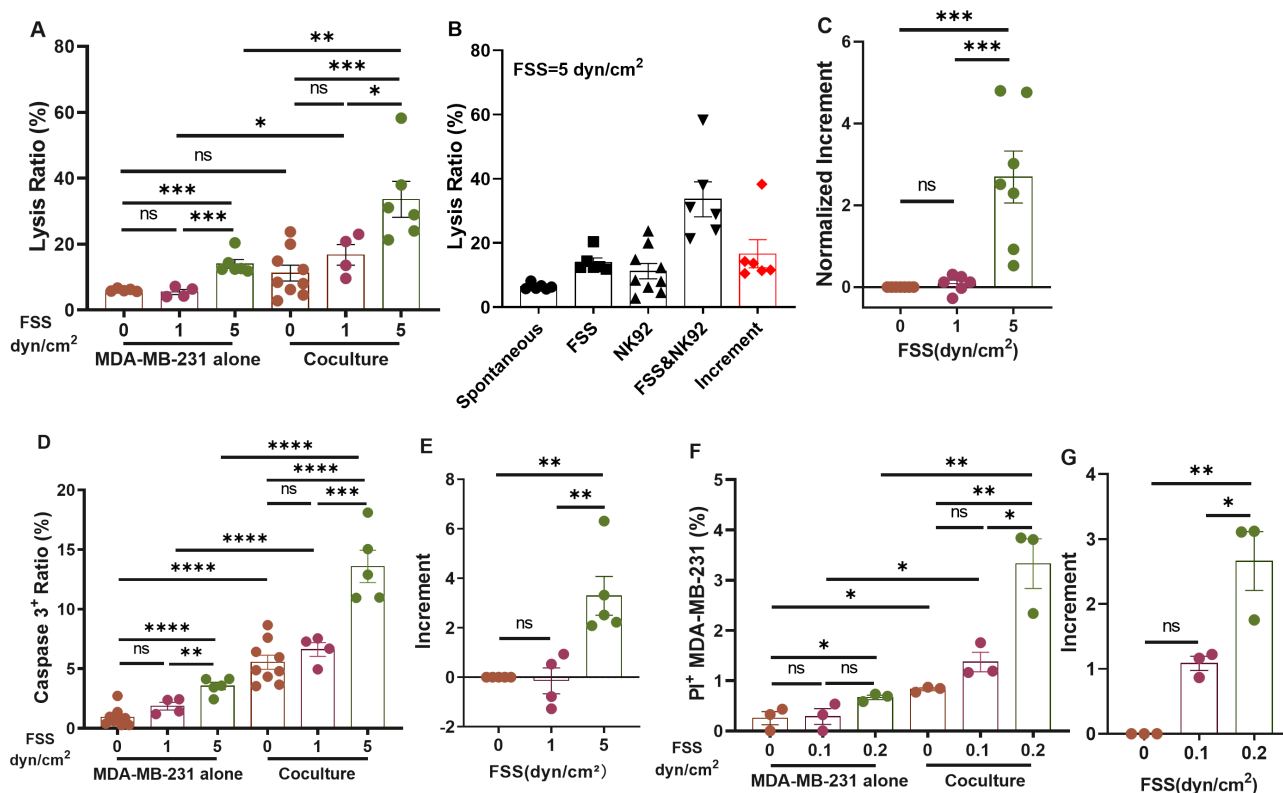 A
Lysis Ratio (%)
80
60
40
20
0
**
***
ns
*
*
ns
***
ns
***
FSS
dyn/cm²
0
1
5
0
1
5
MDA-MB-231 alone
Coculture
B
Lysis Ratio (%)
80
60
40
20
0
FSS=5 dyn/cm²
Spontaneous
FSS
NK92
FSS&NK92
Increment
C
Normalized Increment
6
4
2
0
***
***
ns
0
1
5
FSS(dyn/cm²)
D
Caspase 3⁺ Ratio (%)
20
15
10
5
0
****
****
ns
***
****
****
****
ns
**
FSS
dyn/cm²
0
1
5
0
1
5
MDA-MB-231 alone
Coculture
E
Increment
8
6
4
2
0
-2
**
**
ns
0
1
5
FSS(dyn/cm²)
F
PI⁺ MDA-MB-231 (%)
5
4
3
2
1
0
**
**
ns
*
*
*
*
ns
ns
FSS
dyn/cm²
0
0.1
0.2
0
0.1
0.2
MDA-MB-231 alone
Coculture
G
Increment
4
3
2
1
0
**
*
ns
0
0.1
0.2
FSS(dyn/cm²)